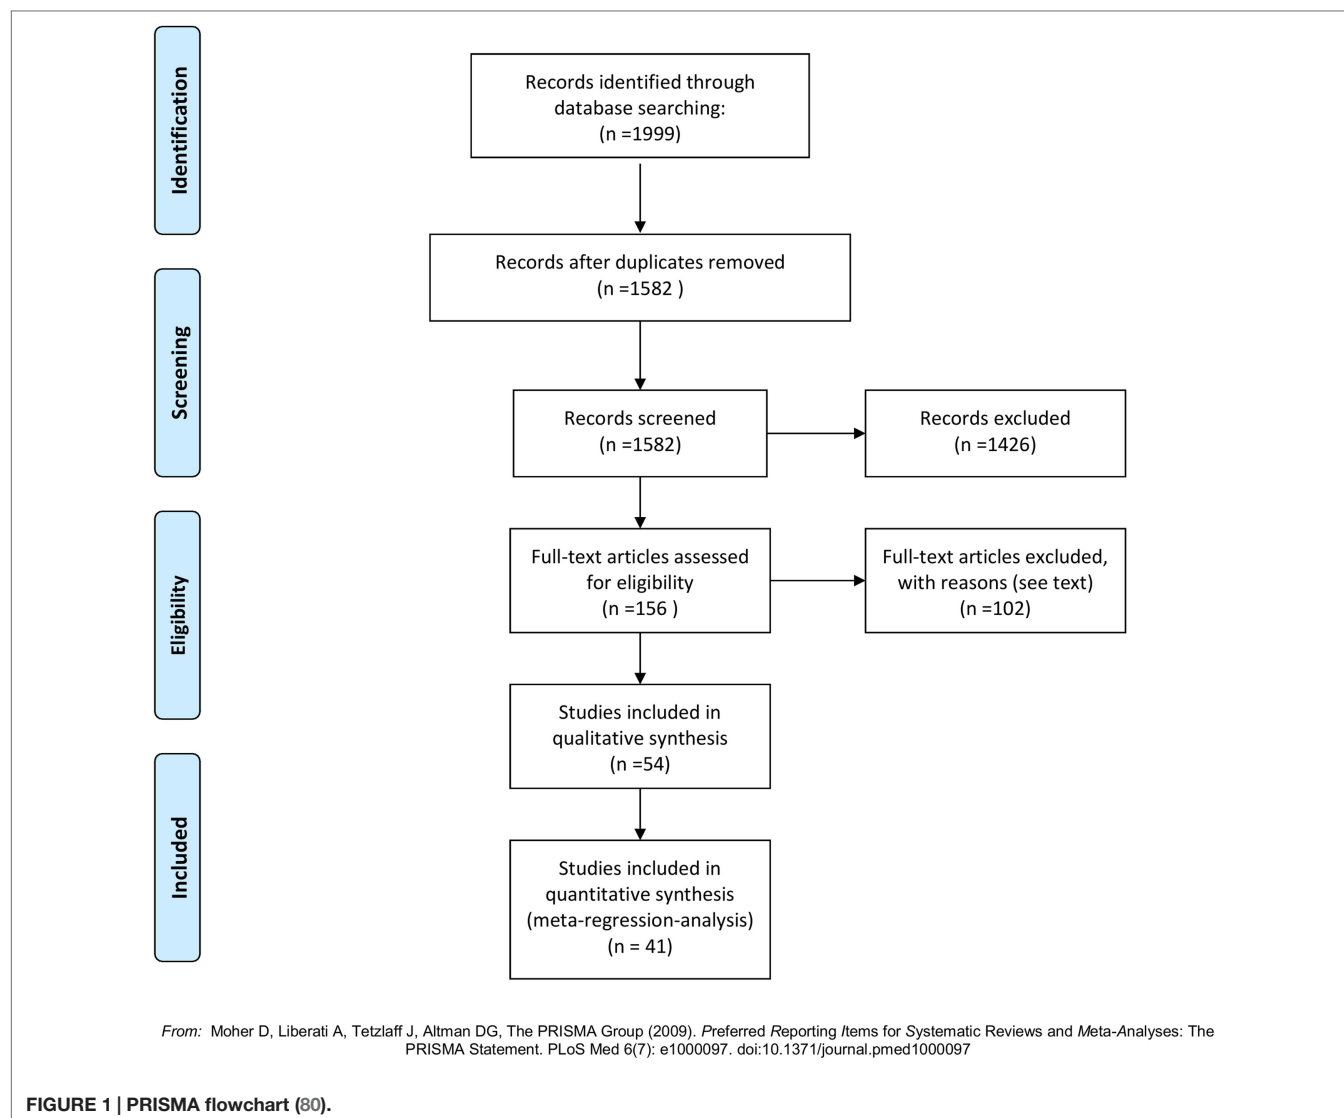 Identification
Records identified through
database searching:
(n =1999)
Records after duplicates removed
(n =1582 )
Screening
Records screened
(n =1582)
Records excluded
(n =1426)
Eligibility
Full-text articles assessed
for eligibility
(n =156 )
Full-text articles excluded,
with reasons (see text)
(n =102)
Studies included in
qualitative synthesis
(n =54)
Included
Studies included in
quantitative synthesis
(meta-regression-analysis)
(n = 41)
From: Moher D, Liberati A, Tetzlaff J, Altman DG, The PRISMA Group (2009). Preferred Reporting Items for Systematic Reviews and Meta-Analyses: The
PRISMA Statement. PLoS Med 6(7): e1000097. doi:10.1371/journal.pmed1000097
FIGURE 1 | PRISMA flowchart (80).